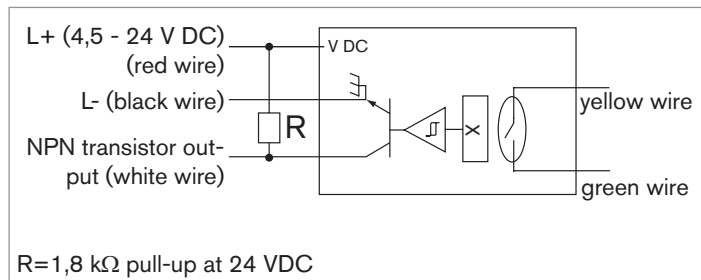 L+ (4,5 - 24 V DC)
(red wire)
V DC
L- (black wire)
R
NPN transistor out-
put (white wire)
X
yellow wire
green wire
R=1,8 kΩ pull-up at 24 VDC